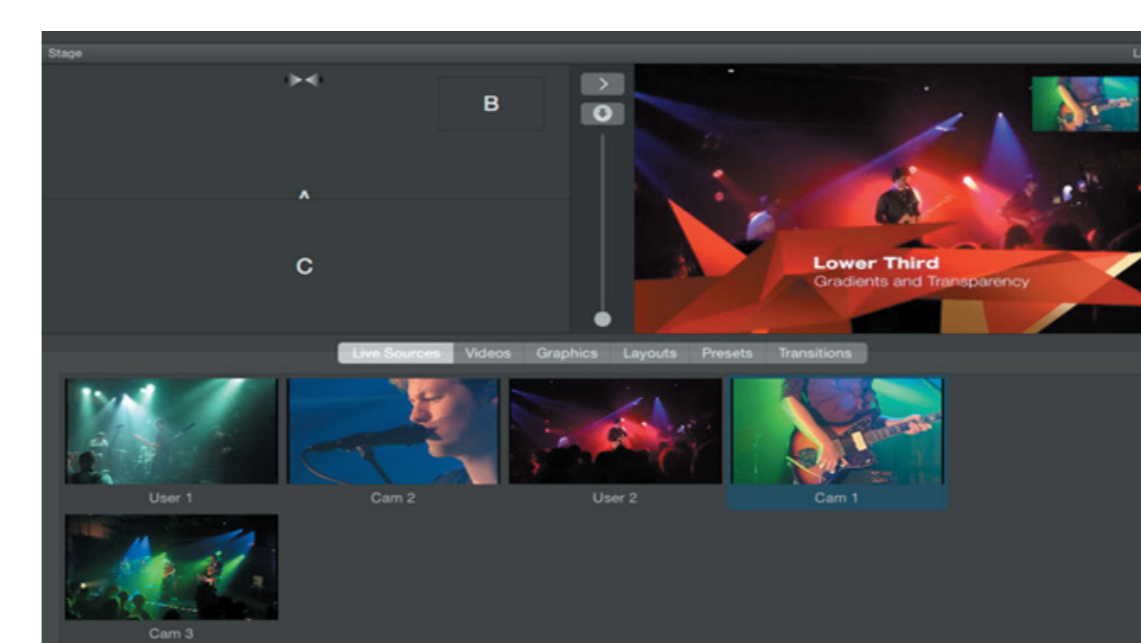 Stage
B
A
C
Lower Third
Gradients and Transparency
Live Sources Videos Graphics Layouts Presets Transitions
User 1 Cam 2 User 2 Cam 1
Cam 3